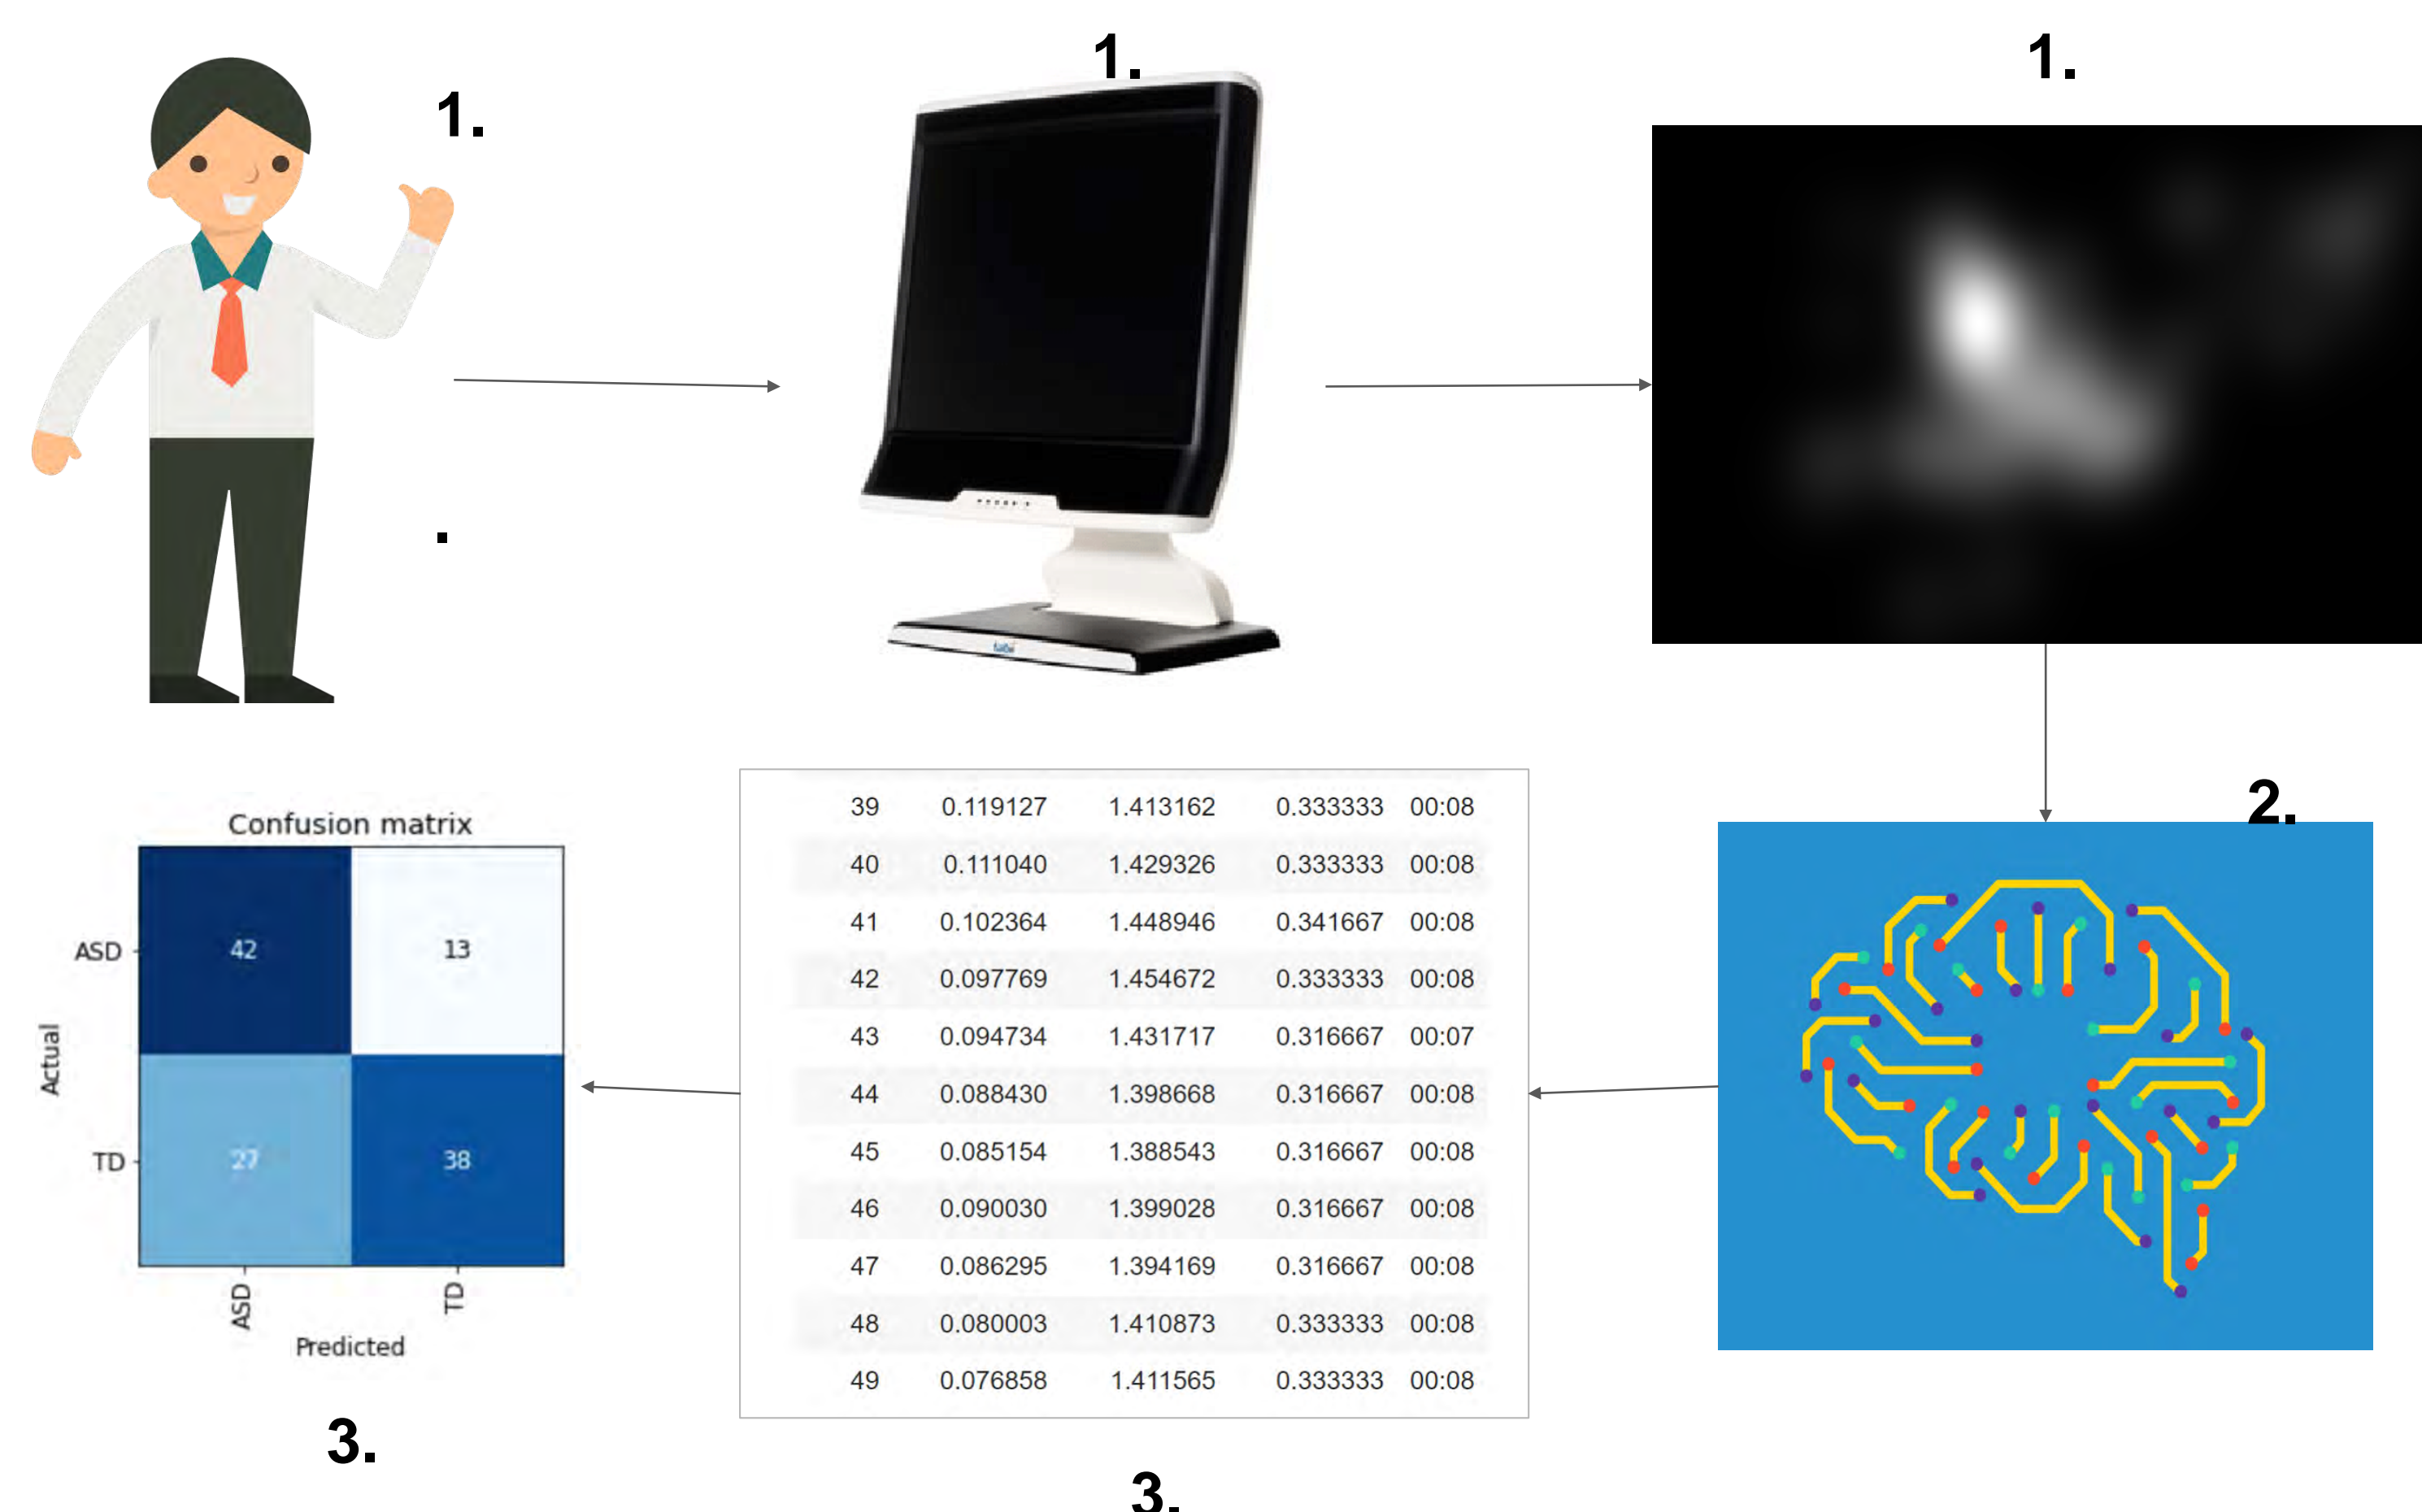 1.
1.
1.
.
tobii
2.
39 0.119127 1.413162 0.333333 00:08
40 0.111040 1.429326 0.333333 00:08
41 0.102364 1.448946 0.341667 00:08
42 0.097769 1.454672 0.333333 00:08
43 0.094734 1.431717 0.316667 00:07
44 0.088430 1.398668 0.316667 00:08
45 0.085154 1.388543 0.316667 00:08
46 0.090030 1.399028 0.316667 00:08
47 0.086295 1.394169 0.316667 00:08
48 0.080003 1.410873 0.333333 00:08
49 0.076858 1.411565 0.333333 00:08
Confusion matrix
Actual
ASD 42 13
TD 27 38
ASD TD
Predicted
3.
3.